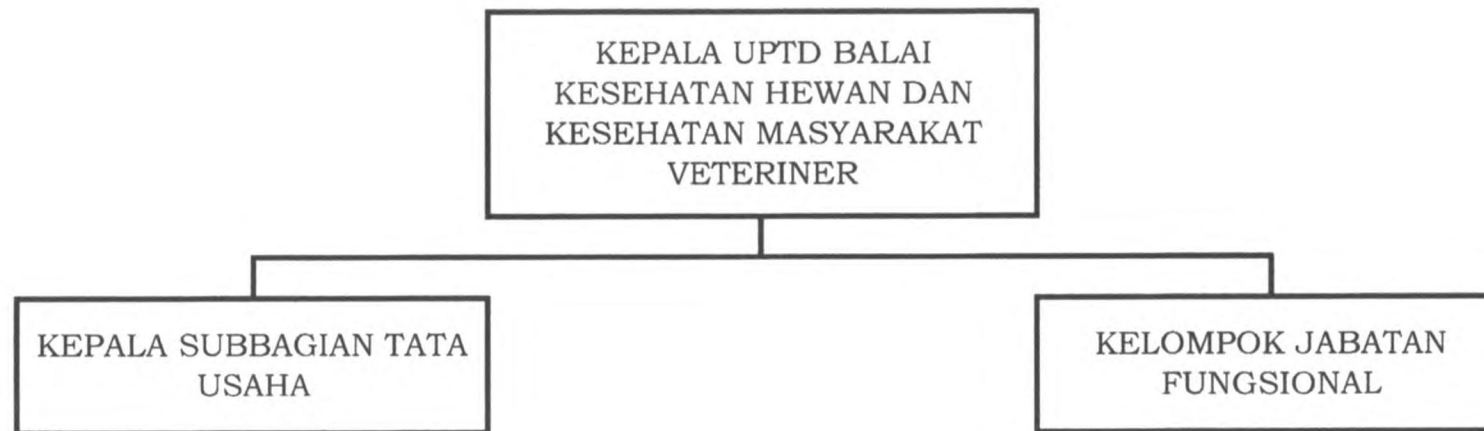 KEPALA UPTD BALAI
KESEHATAN HEWAN DAN
KESEHATAN MASYARAKAT
VETERINER
KEPALA SUBBAGIAN TATA
USAHA
KELOMPOK JABATAN
FUNGSIONAL